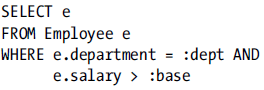 SELECT e
FROM Employee e
WHERE e.department = :dept AND
      e.salary > :base